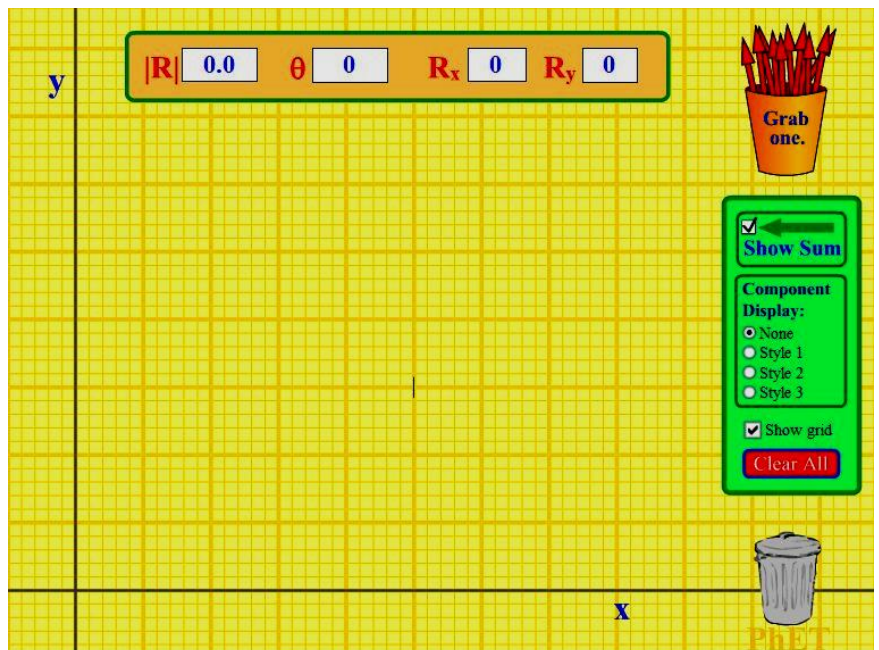 |R| 0.0 θ 0 Rx 0 Ry 0
y
Grab
one.
Show Sum
Component
Display:
None
Style 1
Style 2
Style 3
Show grid
Clear All
x
PhET